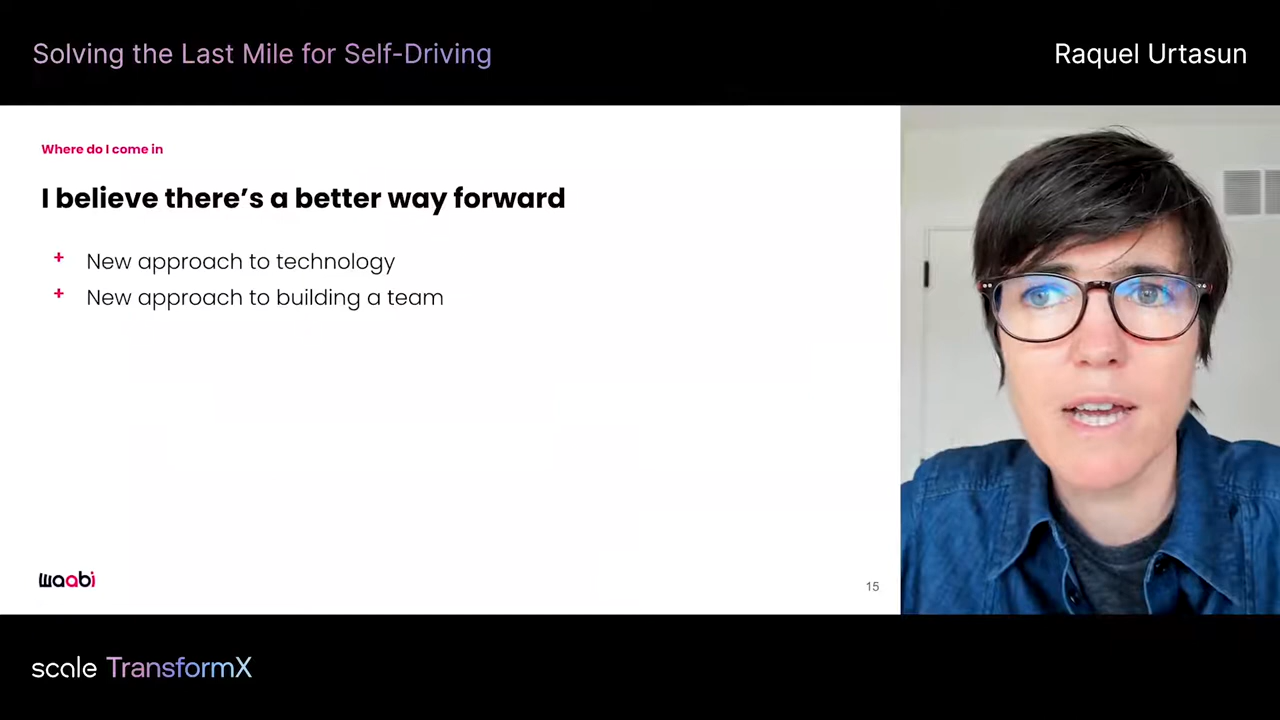 Solving the Last Mile for Self-Driving
Raquel Urtasun
Where do I come in
I believe there's a better way forward
+ New approach to technology
+ New approach to building a team
waabi
15
scale TransformX